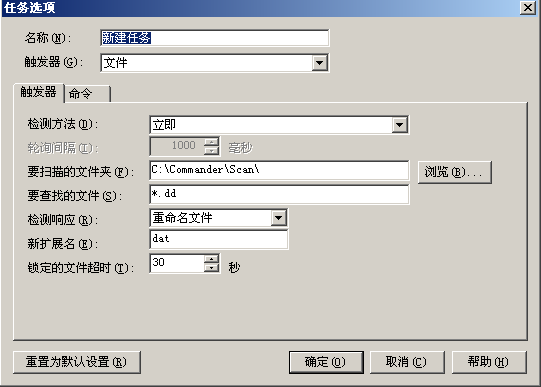 任务选项
名称(N): 新建任务
触发器(G): 文件
触发器 命令
检测方法(D): 立即
轮询间隔(I): 1000 毫秒
要扫描的文件夹(F): C:\Commander\Scan\ 浏览(B)...
要查找的文件(S): *.dd
检测响应(R): 重命名文件
新扩展名(E): dat
锁定的文件超时(T): 30 秒
重置为默认设置(R) 确定(O) 取消(C) 帮助(H)